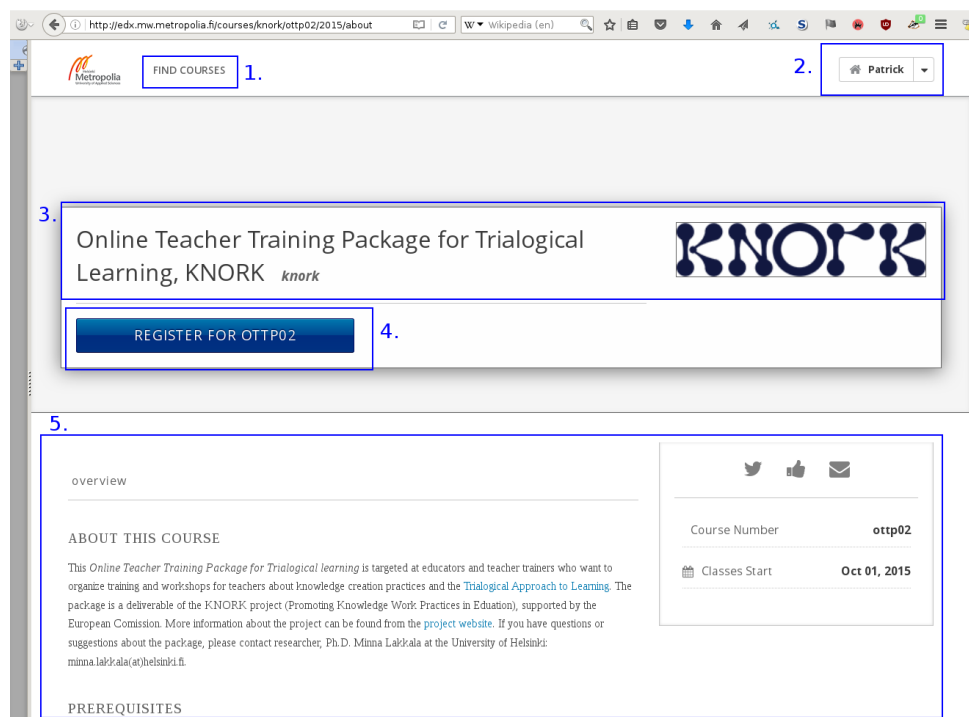 http://edx.mw.metropolia.fi/courses/knork/ottp02/2015/about
W Wikipedia (en)
Metropolia
FIND COURSES
1.
2.
Patrick
3.
Online Teacher Training Package for Trialogical
Learning, KNORK knork
KNORK
REGISTER FOR OTTP02
4.
5.
overview
ABOUT THIS COURSE
This Online Teacher Training Package for Trialogical learning is targeted at educators and teacher trainers who want to
organize training and workshops for teachers about knowledge creation practices and the Trialogical Approach to Learning. The
package is a deliverable of the KNORK project (Promoting Knowledge Work Practices in Eduation), supported by the
European Comission. More information about the project can be found from the project website. If you have questions or
suggestions about the package, please contact researcher, Ph.D. Minna Lakkala at the University of Helsinki:
minna.lakkala(at)helsinki.fi.
PREREQUISITES
Course Number ottp02
Classes Start Oct 01, 2015